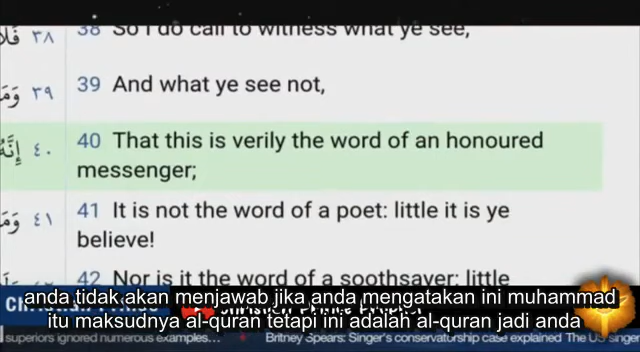 فَلَا ٣٨ 38 So I do call to witness what ye see,
وَمَا ٣٩ 39 And what ye see not,
إِنَّهُ ٤٠ 40 That this is verily the word of an honoured
messenger;
وَمَا ٤١ 41 It is not the word of a poet: little it is ye
believe!
42 Nor is it the word of a soothsayer: little
anda tidak akan menjawab jika anda mengatakan ini muhammad
itu maksudnya al-quran tetapi ini adalah al-quran jadi anda
superiors ignored numerous examples... Britney Spears: Singer's conservatorship case explained The US singer